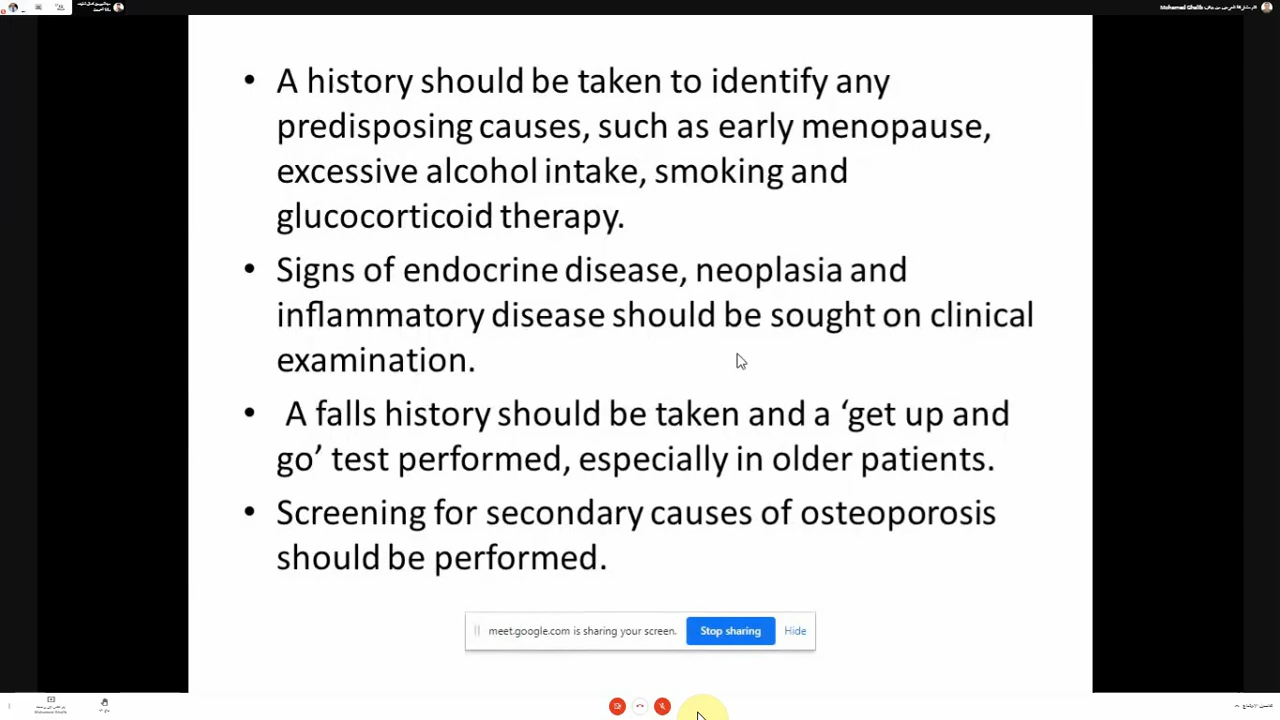 Mohamed Ghalib
• A history should be taken to identify any
predisposing causes, such as early menopause,
excessive alcohol intake, smoking and
glucocorticoid therapy.
• Signs of endocrine disease, neoplasia and
inflammatory disease should be sought on clinical
examination.
• A falls history should be taken and a ‘get up and
go’ test performed, especially in older patients.
• Screening for secondary causes of osteoporosis
should be performed.
meet.google.com is sharing your screen. Stop sharing Hide